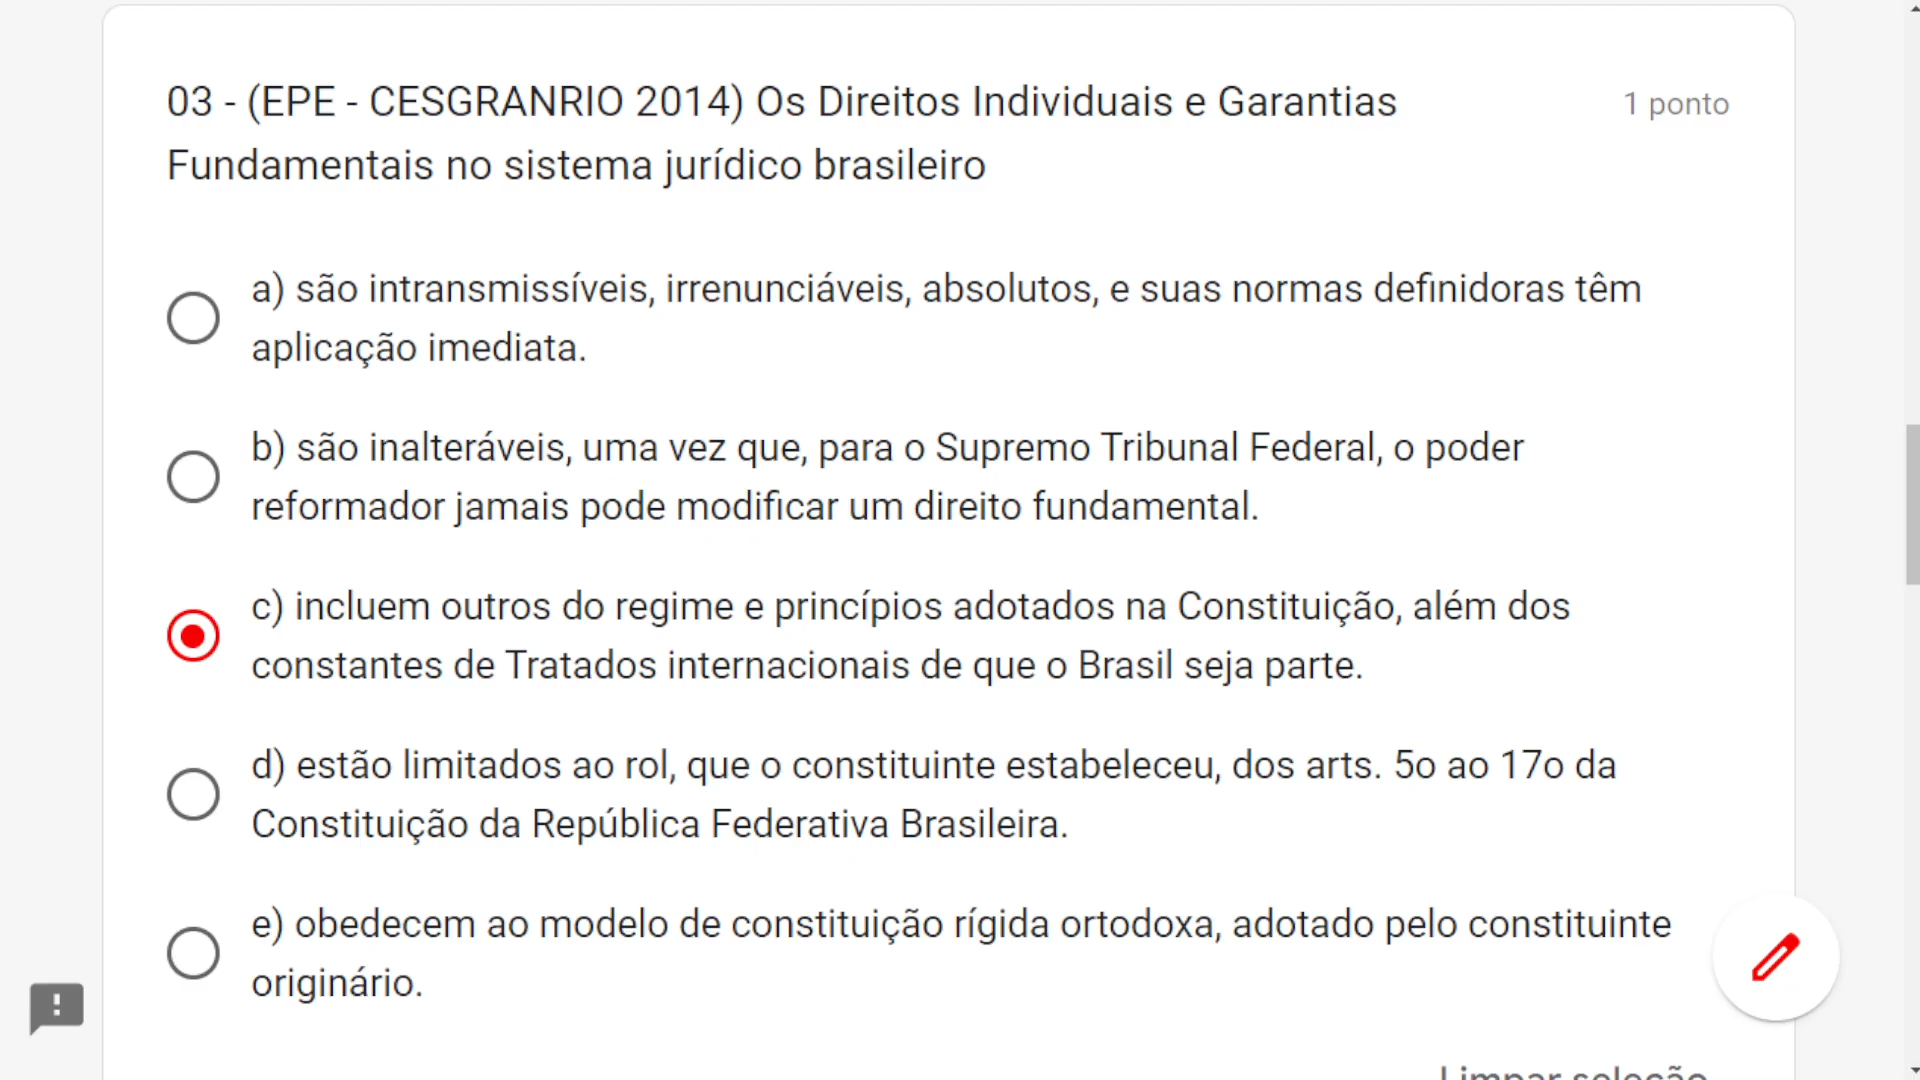 03 - (EPE - CESGRANRIO 2014) Os Direitos Individuais e Garantias
1 ponto
Fundamentais no sistema jurídico brasileiro
a) são intransmissíveis, irrenunciáveis, absolutos, e suas normas definidoras têm
aplicação imediata.
b) são inalteráveis, uma vez que, para o Supremo Tribunal Federal, o poder
reformador jamais pode modificar um direito fundamental.
c) incluem outros do regime e princípios adotados na Constituição, além dos
constantes de Tratados internacionais de que o Brasil seja parte.
d) estão limitados ao rol, que o constituinte estabeleceu, dos arts. 5o ao 17o da
Constituição da República Federativa Brasileira.
e) obedecem ao modelo de constituição rígida ortodoxa, adotado pelo constituinte
originário.
Limpar seleção